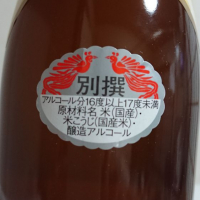 別撰
アルコール分16度以上17度未満
原材料名 米(国産)・
米こうじ(国産米)・
醸造アルコール